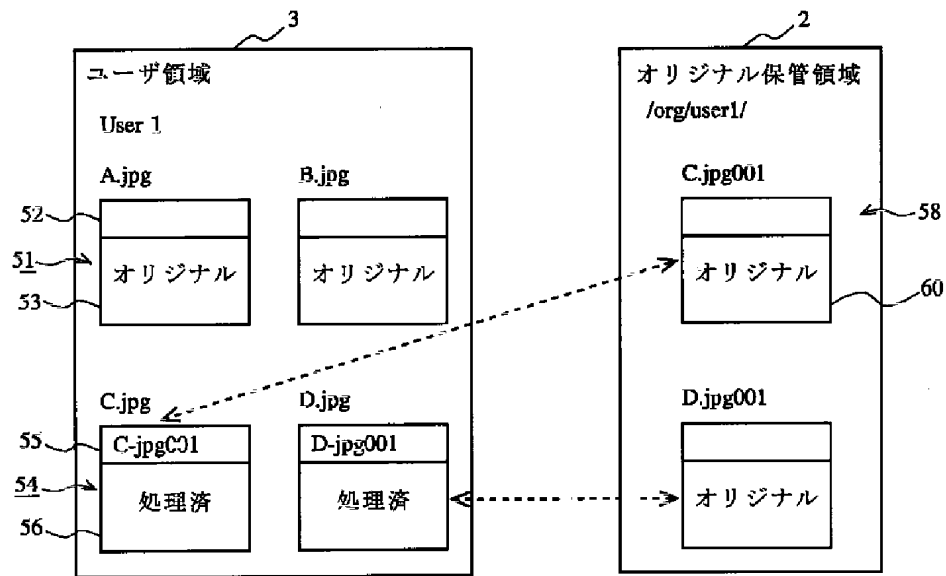 3
2
ユーザ領域
User 1
A.jpg
B.jpg
52
51
オリジナル
オリジナル
53
C.jpg
D.jpg
55
C-jpg001
D-jpg001
54
処理済
処理済
56
オリジナル保管領域
/org/user1/
C.jpg001
58
オリジナル
60
D.jpg001
オリジナル